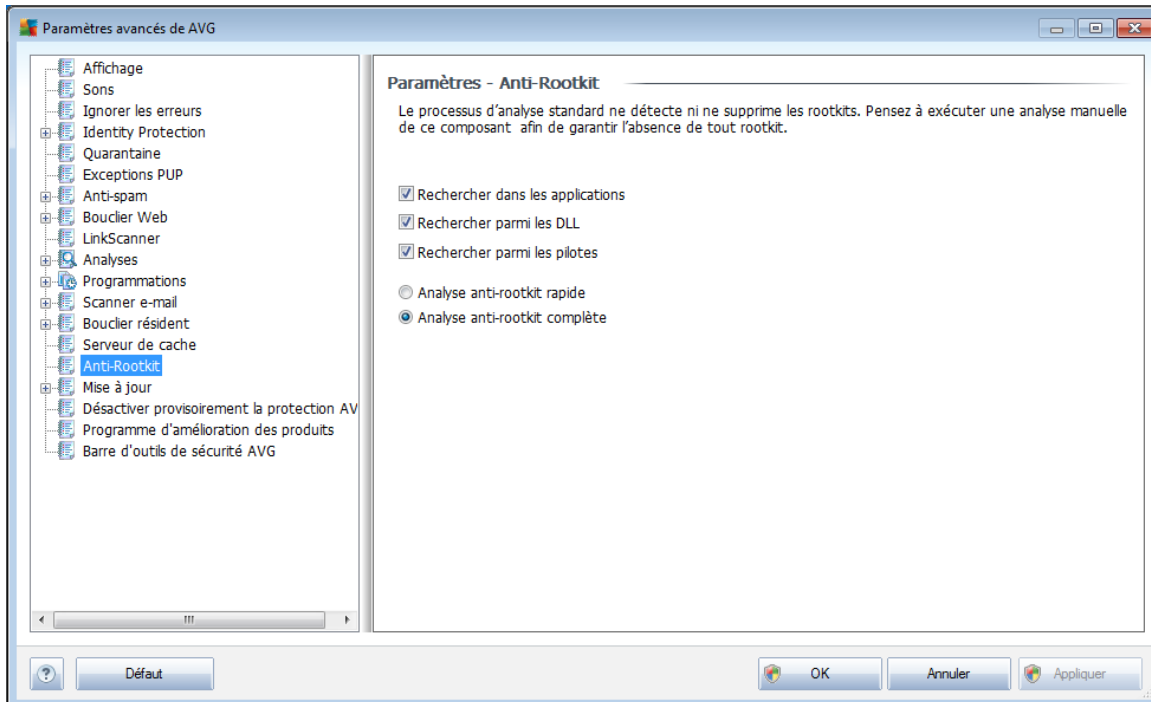 Paramètres avancés de AVG
Affichage
Sons
Ignorer les erreurs
Identity Protection
Quarantaine
Exceptions PUP
Anti-spam
Bouclier Web
LinkScanner
Analyses
Programmations
Scanner e-mail
Bouclier résident
Serveur de cache
Anti-Rootkit
Mise à jour
Désactiver provisoirement la protection AV
Programme d'amélioration des produits
Barre d'outils de sécurité AVG
Paramètres - Anti-Rootkit
Le processus d'analyse standard ne détecte ni ne supprime les rootkits. Pensez à exécuter une analyse manuelle
de ce composant afin de garantir l'absence de tout rootkit.
Rechercher dans les applications
Rechercher parmi les DLL
Rechercher parmi les pilotes
Analyse anti-rootkit rapide
Analyse anti-rootkit complète
? Défaut OK Annuler Appliquer